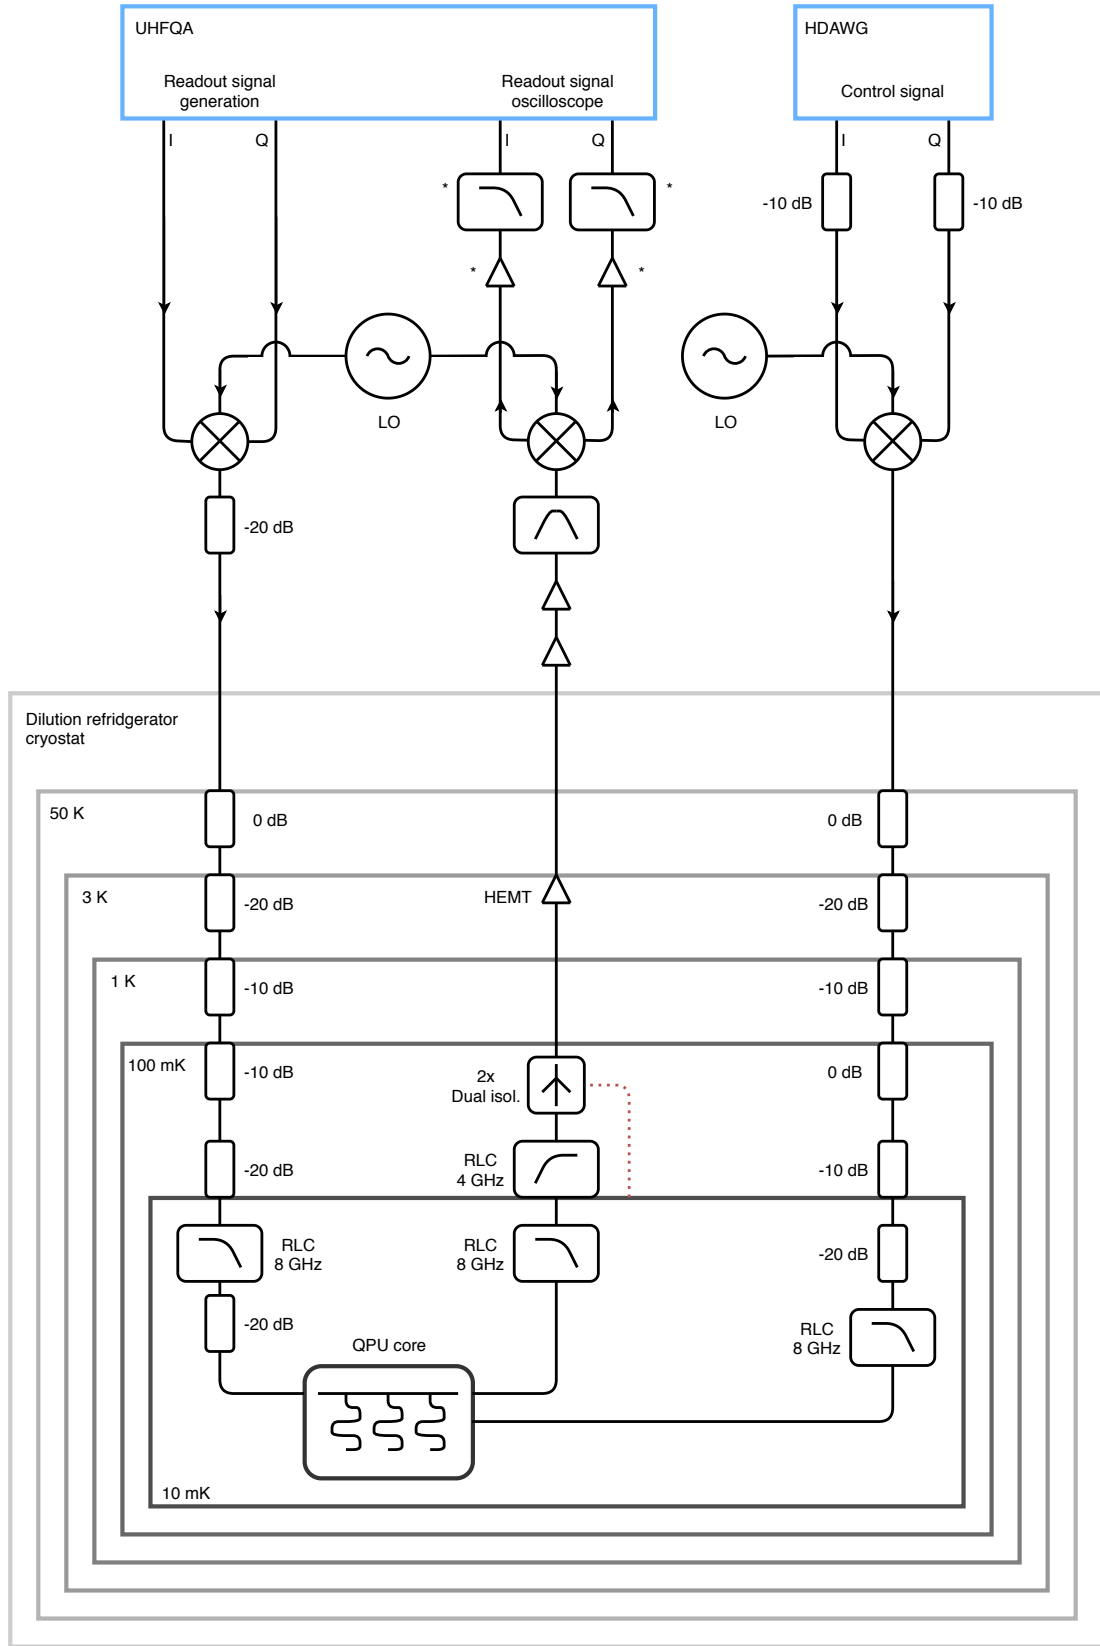 UHFQA
HDAWG
Readout signal
generation
Readout signal
oscilloscope
Control signal
I
Q
I
Q
I
Q
*
*
-10 dB
-10 dB
*
*
LO
LO
-20 dB
Dilution refridgerator
cryostat
50 K
0 dB
0 dB
3 K
-20 dB
HEMT
-20 dB
1 K
-10 dB
-10 dB
100 mK
-10 dB
2x
Dual isol.
0 dB
-20 dB
RLC
4 GHz
-10 dB
RLC
8 GHz
RLC
8 GHz
-20 dB
-20 dB
RLC
8 GHz
QPU core
10 mK